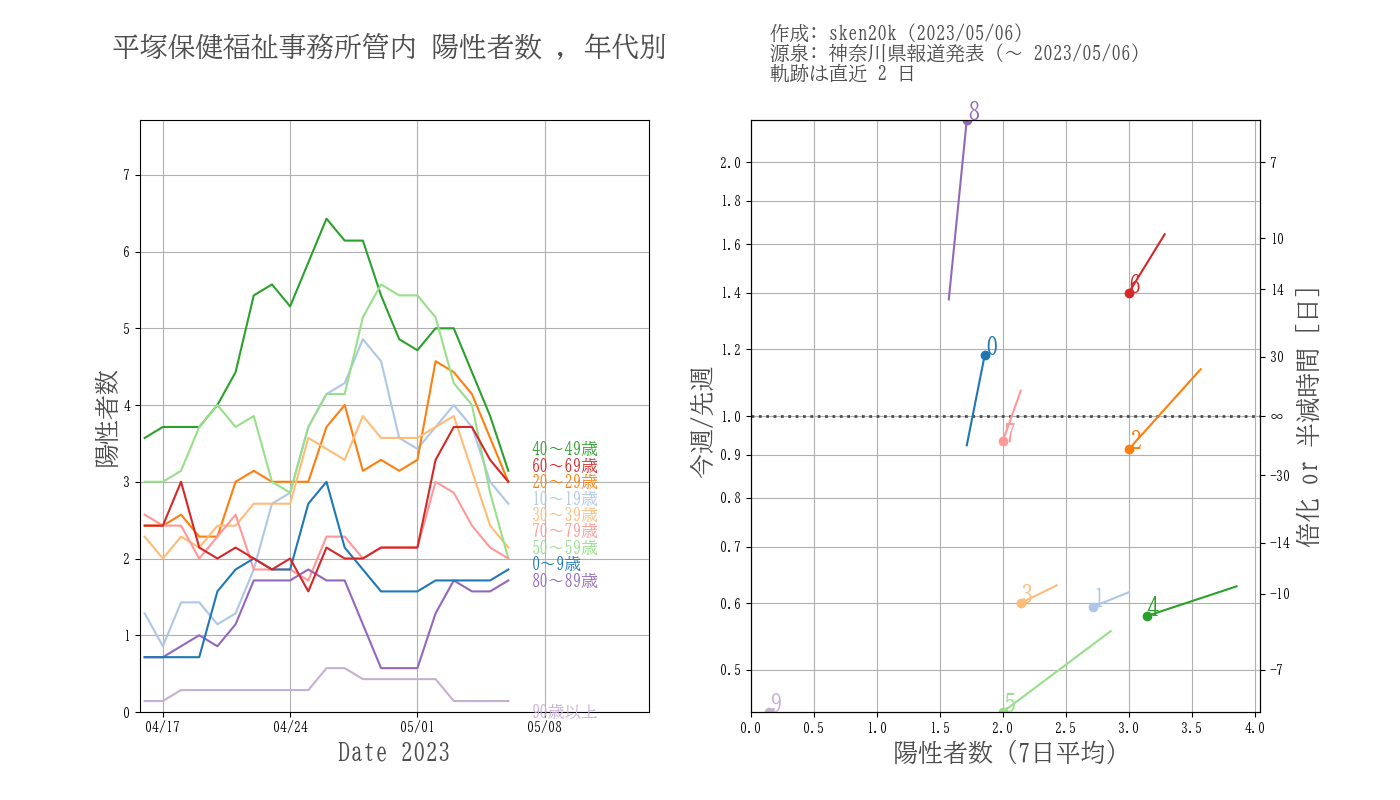 平塚保健福祉事務所管内 陽性者数 , 年代別
作成: sken20k (2023/05/06)
源泉: 神奈川県報道発表 (～ 2023/05/06)
軌跡は直近 2 日
陽性者数
7
6
5
4
3
2
1
0
04/17
04/24
05/01
05/08
Date 2023
40～49歳
60～69歳
20～29歳
10～19歳
30～39歳
70～79歳
50～59歳
0～9歳
80～89歳
90歳以上
今週/先週
2.0
1.8
1.6
1.4
1.2
1.0
0.9
0.8
0.7
0.6
0.5
8
6
0
7
2
3
1
4
5
9
0.0
0.5
1.0
1.5
2.0
2.5
3.0
3.5
4.0
陽性者数 (7日平均)
7
10
14
30
∞
-30
-14
-10
-7
倍化 or 半減時間 [日]